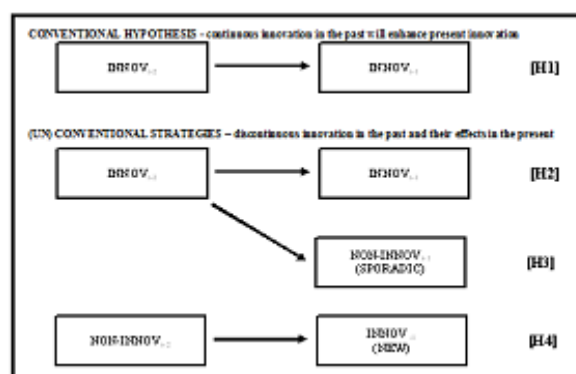 CONVENTIONAL HYPOTHESIS - continuous innovation in the past will enhance present innovation
INNOV INNOV [H1]
(UN) CONVENTIONAL STRATEGIES – discontinuous innovation in the past and their effects in the present
INNOV INNOV [H2]
NON-INNOV [H3]
(SPORADIC)
NON-INNOV INNOV [H4]
(NEW)